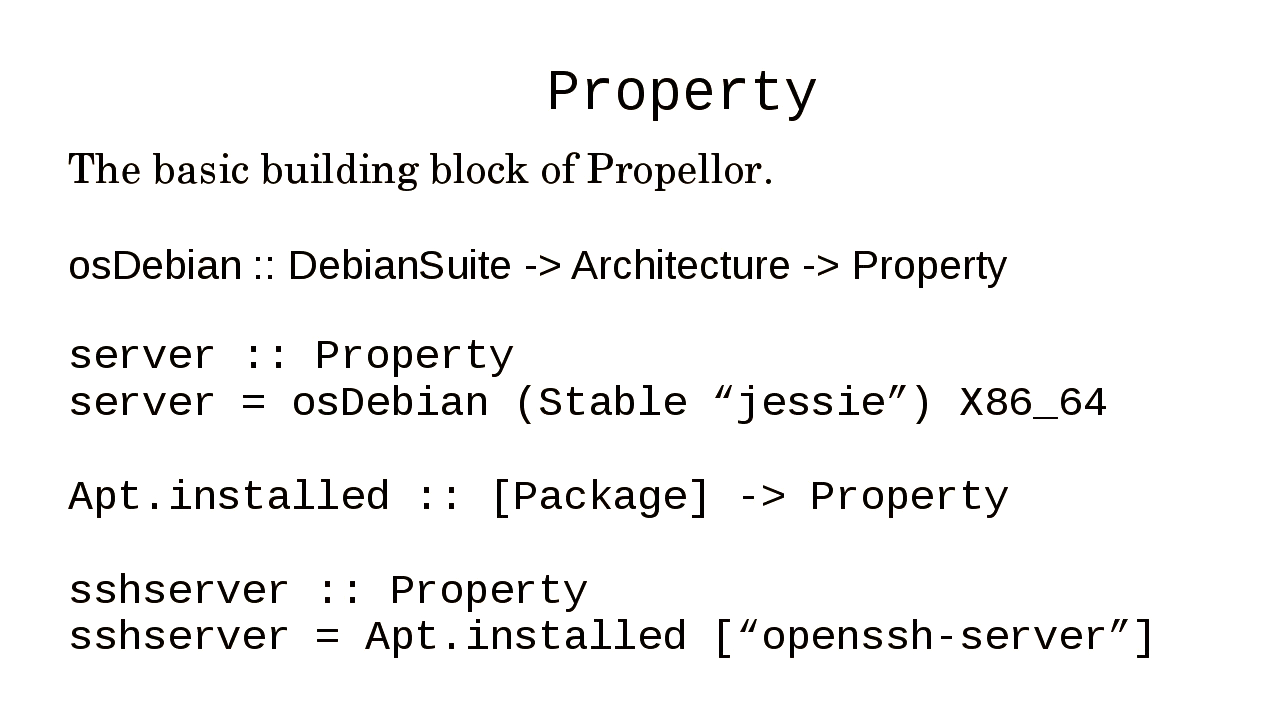 Property
The basic building block of Propellor.
osDebian :: DebianSuite -> Architecture -> Property
server :: Property
server = osDebian (Stable “jessie”) X86_64
Apt.installed :: [Package] -> Property
sshserver :: Property
sshserver = Apt.installed [“openssh-server”]